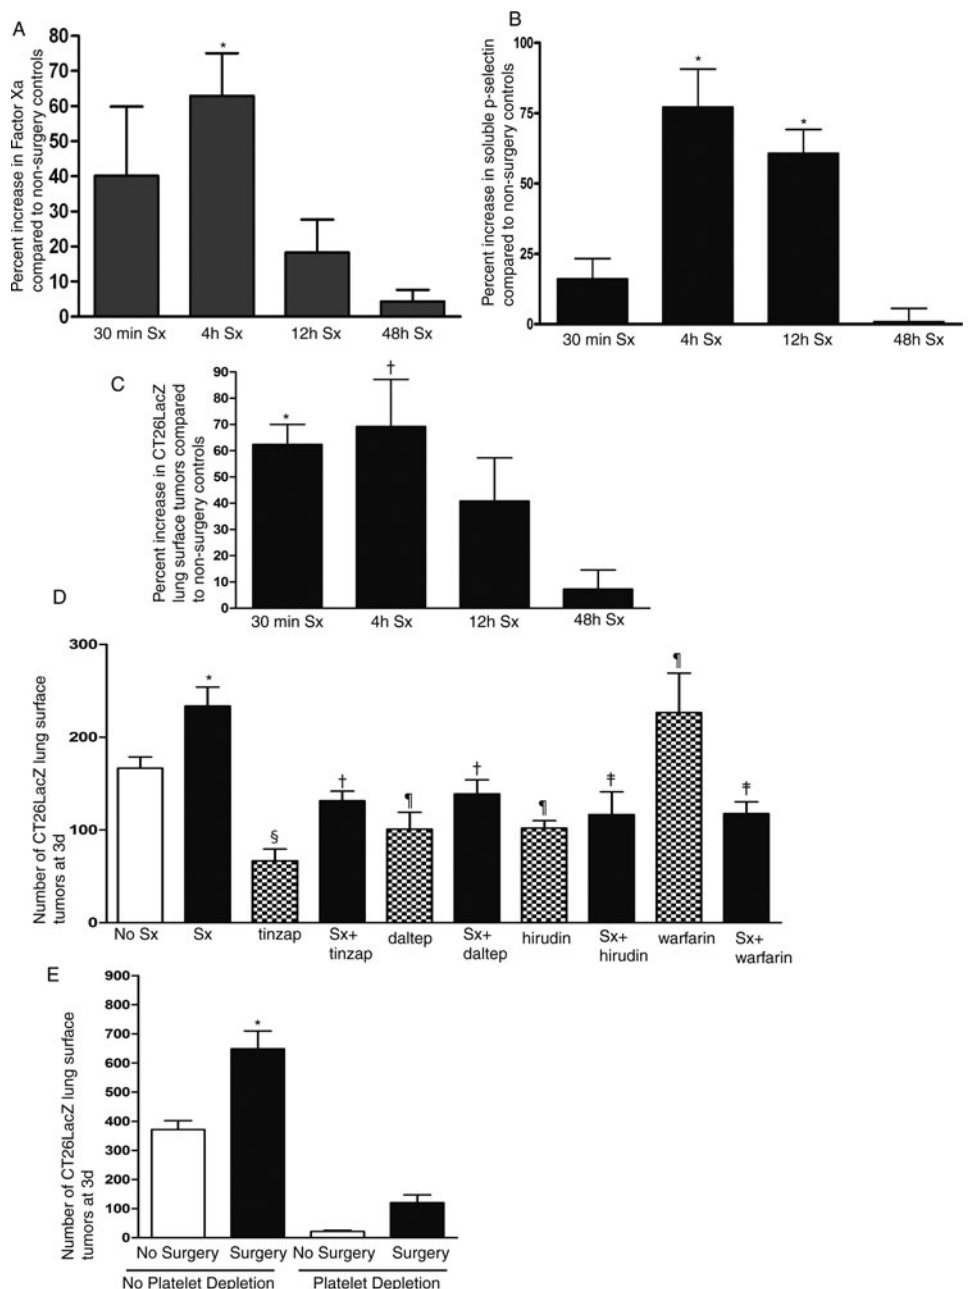 A
Percent increase in Factor Xa
compared to non-surgery controls
80
70
60
50
40
30
20
10
0
*
30 min Sx 4h Sx 12h Sx 48h Sx
B
Percent increase in soluble p-selectin
compared to non-surgery controls
100
75
50
25
0
* *
30 min Sx 4h Sx 12h Sx 48h Sx
C
Percent increase in CT26LacZ
lung surface tumors compared
to non-surgery controls
90
80
70
60
50
40
30
20
10
0
* †
30 min Sx 4h Sx 12h Sx 48h Sx
D
Number of CT26LacZ lung surface
tumors at 3d
300
200
100
0
* § † ¶ † ¶ ‡ ¶ ‡
No Sx Sx tinzap Sx+ daltep Sx+ hirudin Sx+ warfarin Sx+
tinzap daltep hirudin warfarin
E
Number of CT26LacZ lung surface
tumors at 3d
900
800
700
600
500
400
300
200
100
0
*
No Surgery Surgery No Surgery Surgery
No Platelet Depletion Platelet Depletion